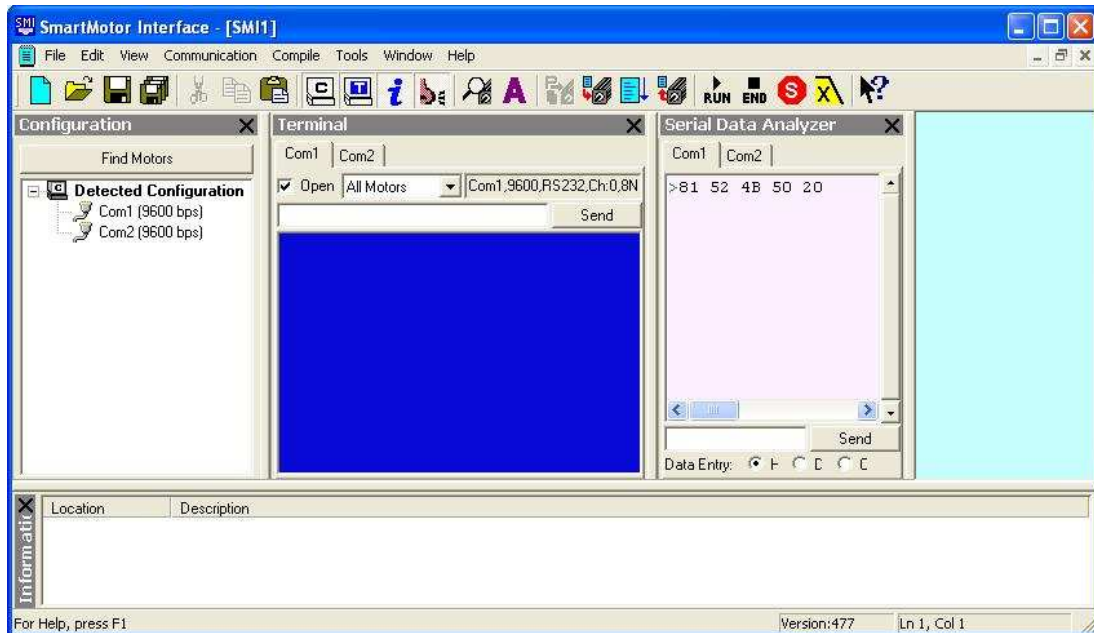 SmartMotor Interface - [SMI1]
File Edit View Communication Compile Tools Window Help
RUN END S X
Configuration
Find Motors
Detected Configuration
Com1 (9600 bps)
Com2 (9600 bps)
Terminal
Com1 Com2
Open All Motors Com1,9600,RS232,Ch:0,8N
Send
Serial Data Analyzer
Com1 Com2
>81 52 4B 50 20
Send
Data Entry:
Informatic
Location Description
For Help, press F1 Version:477 Ln 1, Col 1